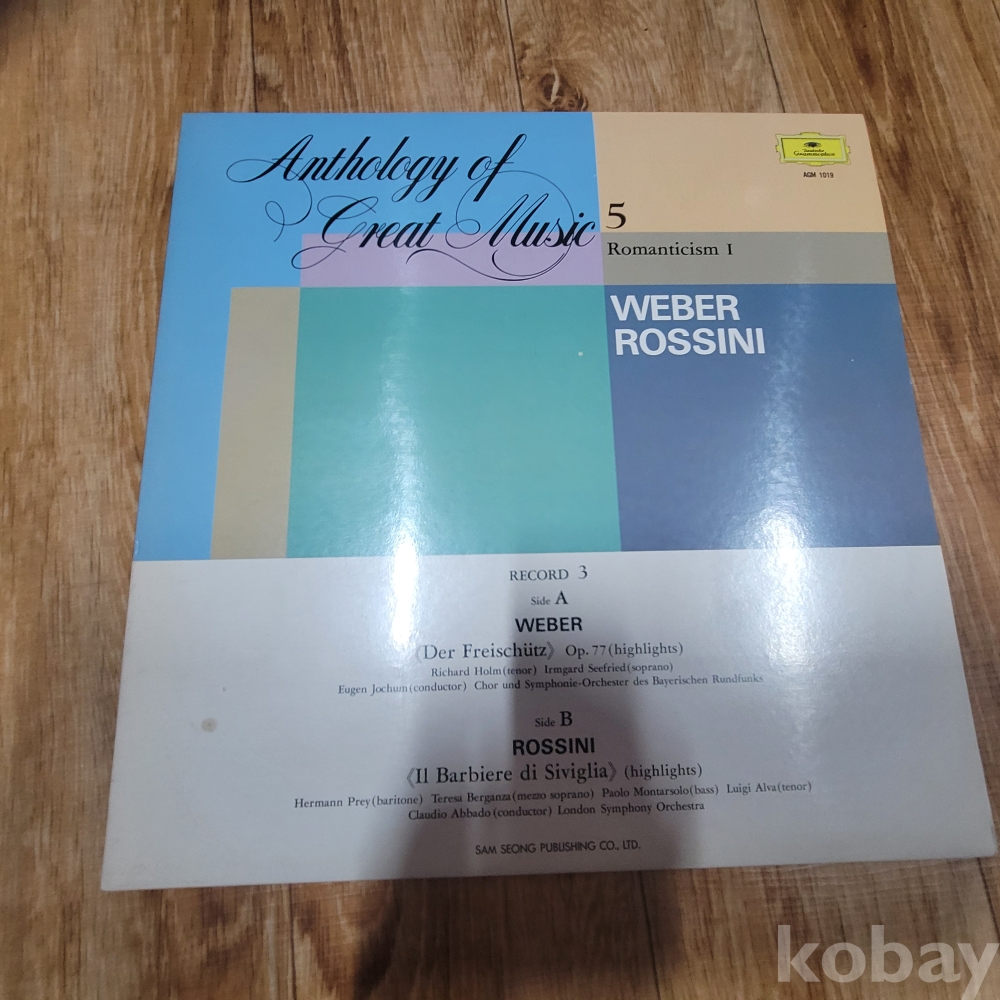 Anthology of
Great Music 5
Deutsche
Grammophon
AGM 1019
Romanticism I
WEBER
ROSSINI
RECORD 3
Side A
WEBER
《Der Freischütz》 Op. 77 (highlights)
Richard Holm (tenor) Irmgard Seefried (soprano)
Eugen Jochum (conductor) Chor und Symphonie-Orchester des Bayerischen Rundfunks
Side B
ROSSINI
《Il Barbiere di Siviglia》 (highlights)
Hermann Prey (baritone) Teresa Berganza (mezzo soprano) Paolo Montarsolo (bass) Luigi Alva (tenor)
Claudio Abbado (conductor) London Symphony Orchestra
SAM SEONG PUBLISHING CO., LTD.
kobay